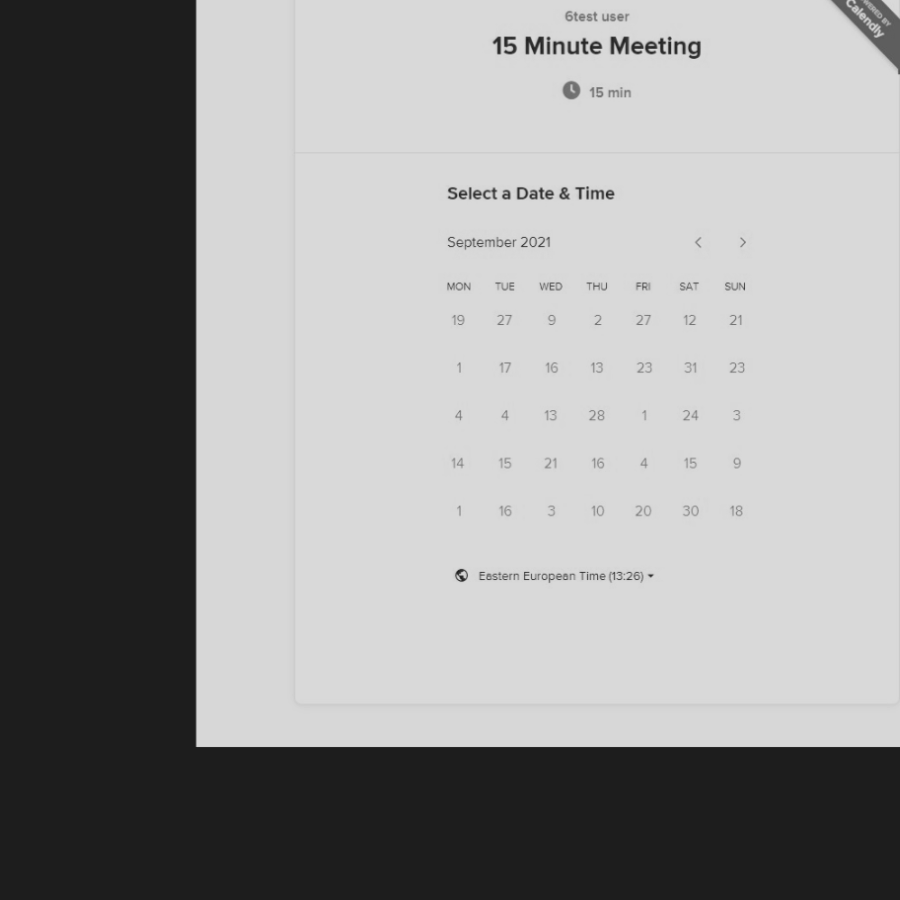 6test user
15 Minute Meeting
15 min
Calendly
Select a Date & Time
September 2021
MON TUE WED THU FRI SAT SUN
19 27 9 2 27 12 21
1 17 16 13 23 31 23
4 4 13 28 1 24 3
14 15 21 16 4 15 9
1 16 3 10 20 30 18
Eastern European Time (13:26)